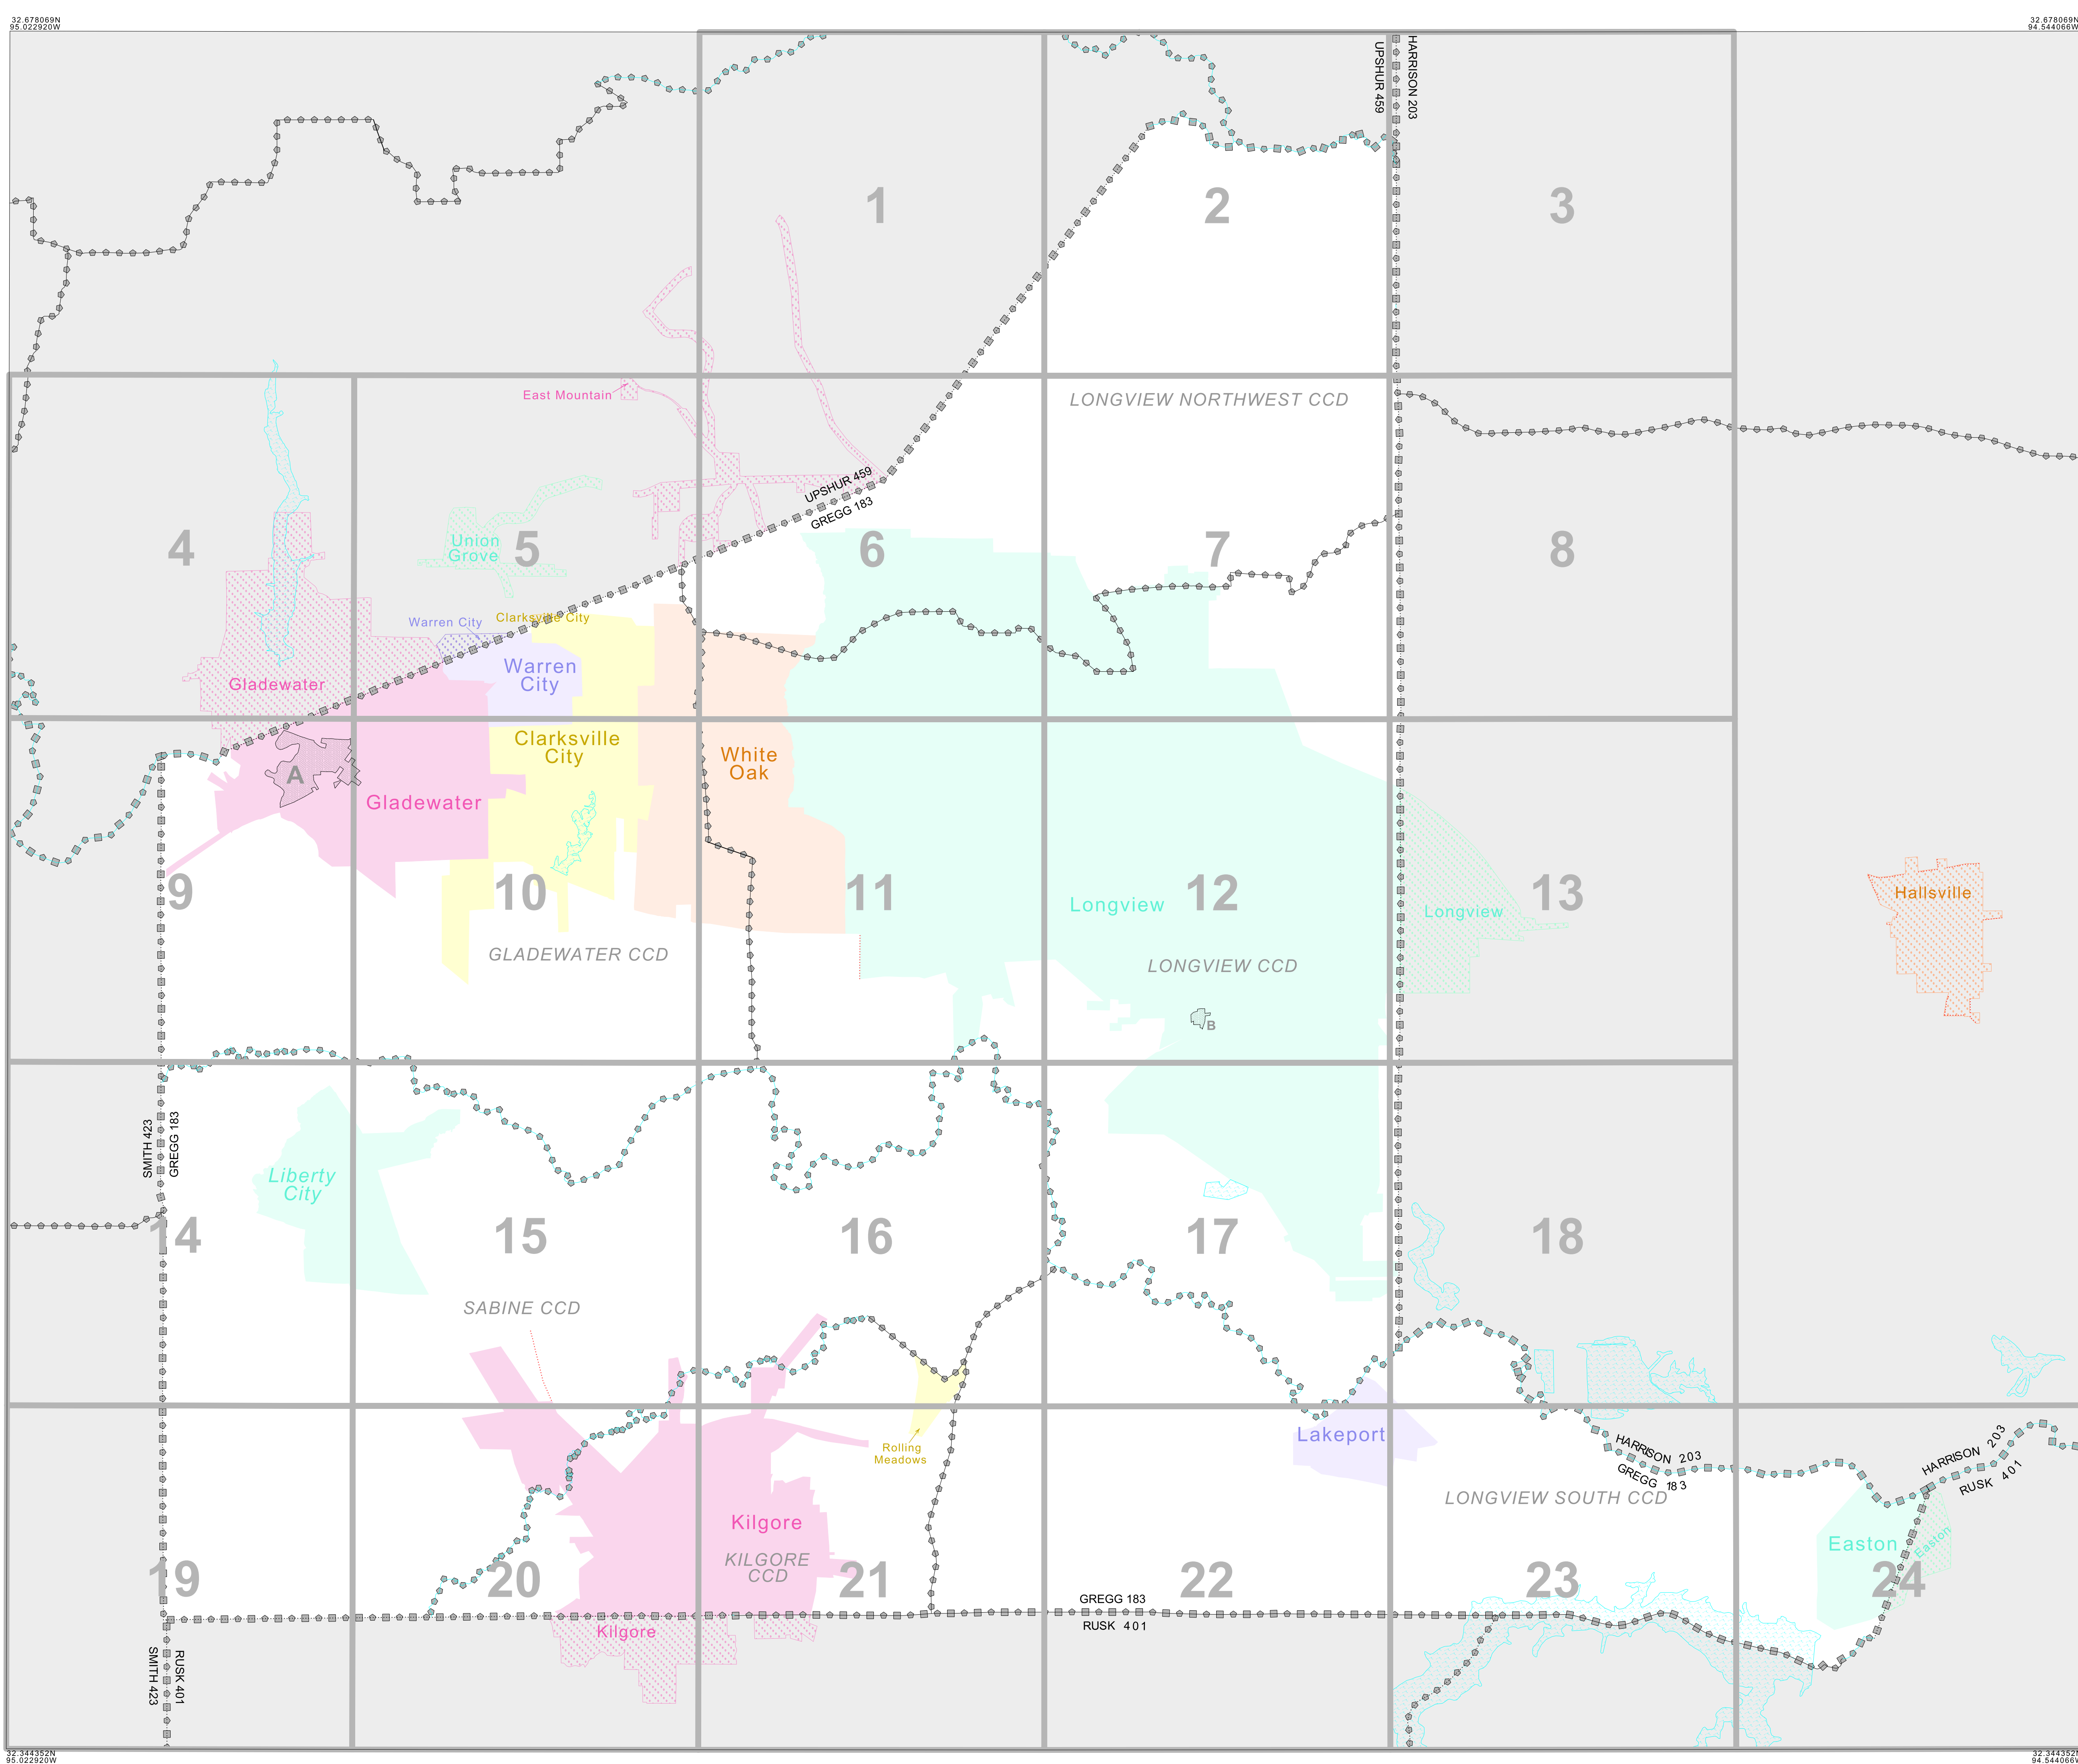 32.678069N
95.022920W
32.678069N
94.544066W
UPSHUR 459
HARRISON 203
1
2
3
East Mountain
LONGVIEW NORTHWEST CCD
UPSHUR 459
GREGG 183
4
Union
Grove
5
6
7
8
Warren City
Clarksville City
Warren
City
Gladewater
Clarksville
City
White
Oak
A
Gladewater
9
10
11
Longview
12
Longview
13
Hallsville
GLADEWATER CCD
LONGVIEW CCD
B
SMITH 423
GREGG 183
Liberty
City
14
15
16
17
18
SABINE CCD
Rolling
Meadows
Lakeport
HARRISON 203
GREGG 183
HARRISON 203
RUSK 401
LONGVIEW SOUTH CCD
Kilgore
KILGORE
CCD
Easton
Easton
19
20
21
22
23
24
GREGG 183
RUSK 401
Kilgore
SMITH 423
RUSK 401
32.344352N
95.022920W
32.344352N
94.544066W